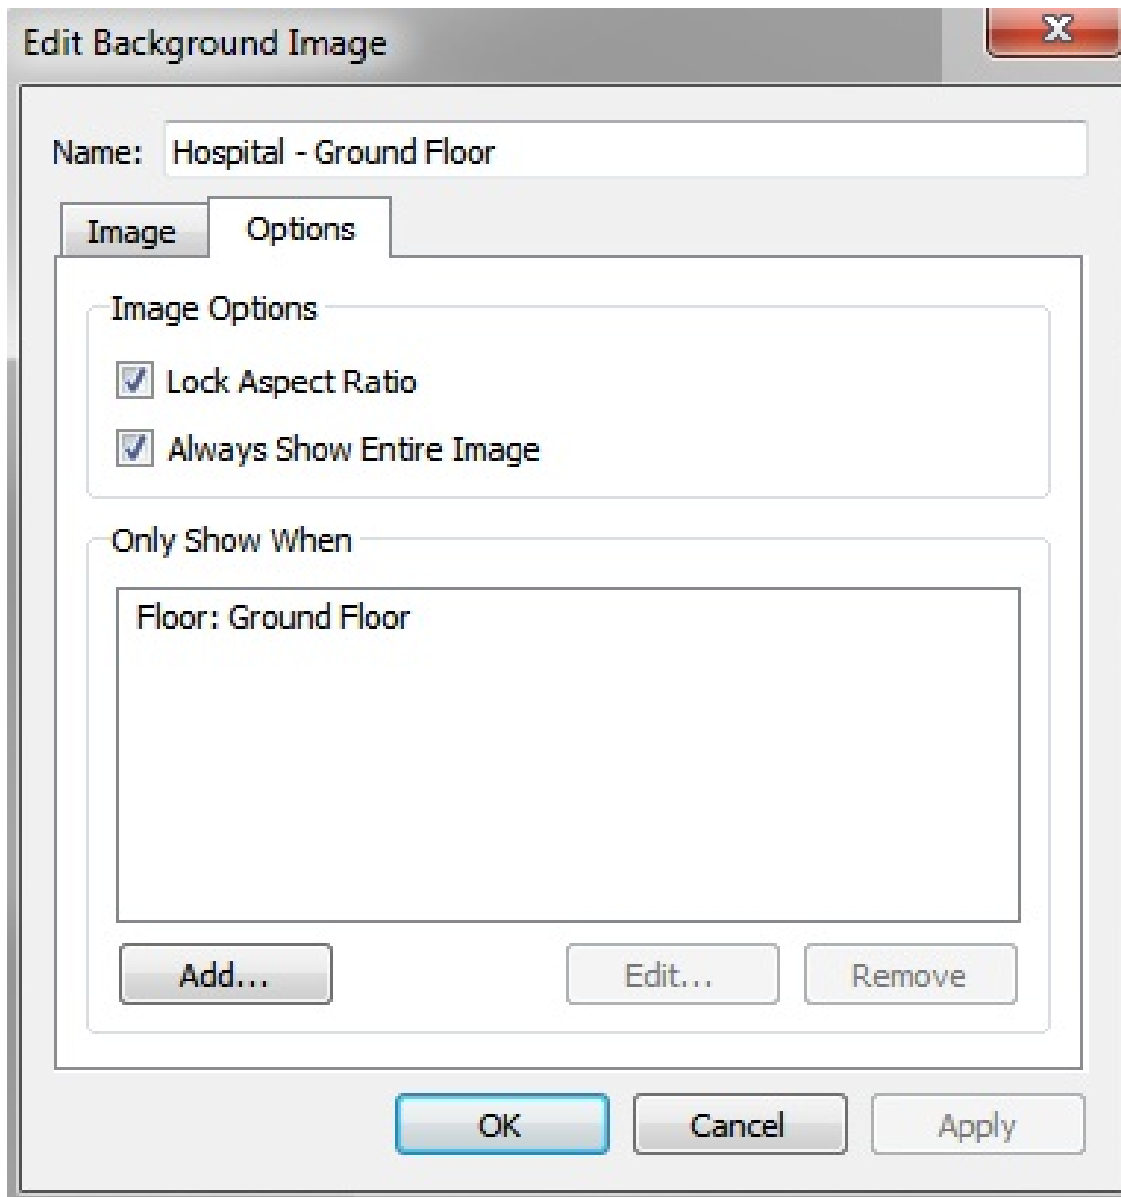 Edit Background Image
Name: Hospital - Ground Floor
Image Options
Image Options
Lock Aspect Ratio
Always Show Entire Image
Only Show When
Floor: Ground Floor
Add... Edit... Remove
OK Cancel Apply